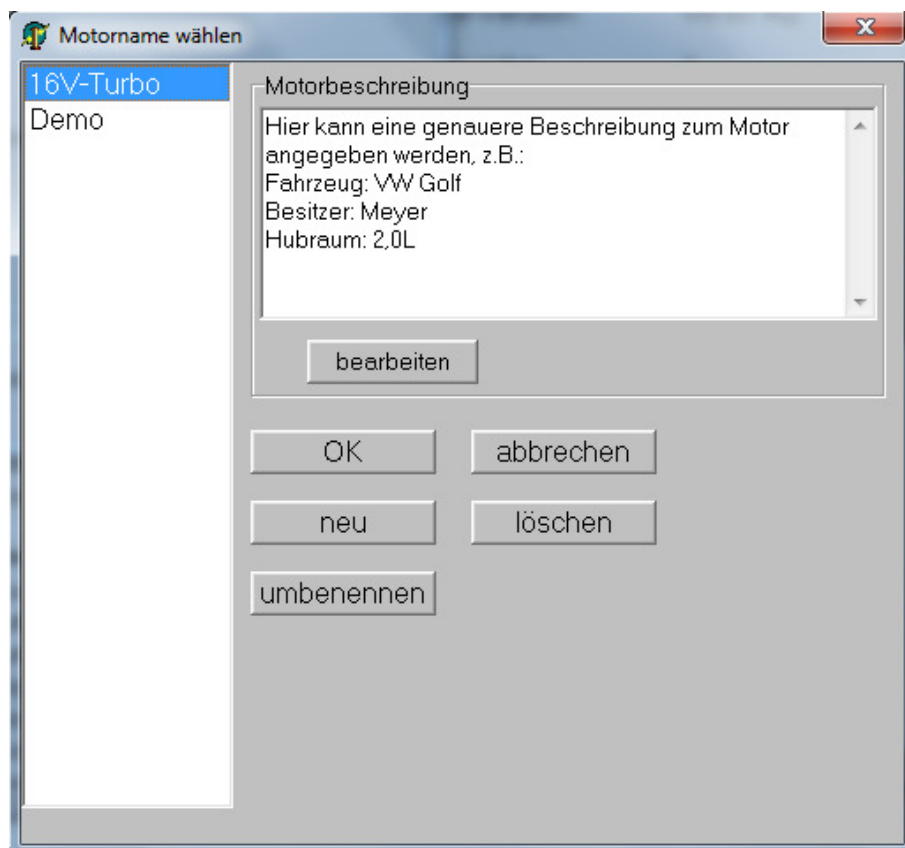 Motorname wählen
16V-Turbo
Demo
Motorbeschreibung
Hier kann eine genauere Beschreibung zum Motor
angegeben werden, z.B.:
Fahrzeug: VW Golf
Besitzer: Meyer
Hubraum: 2,0L
bearbeiten
OK
abbrechen
neu
löschen
umbenennen